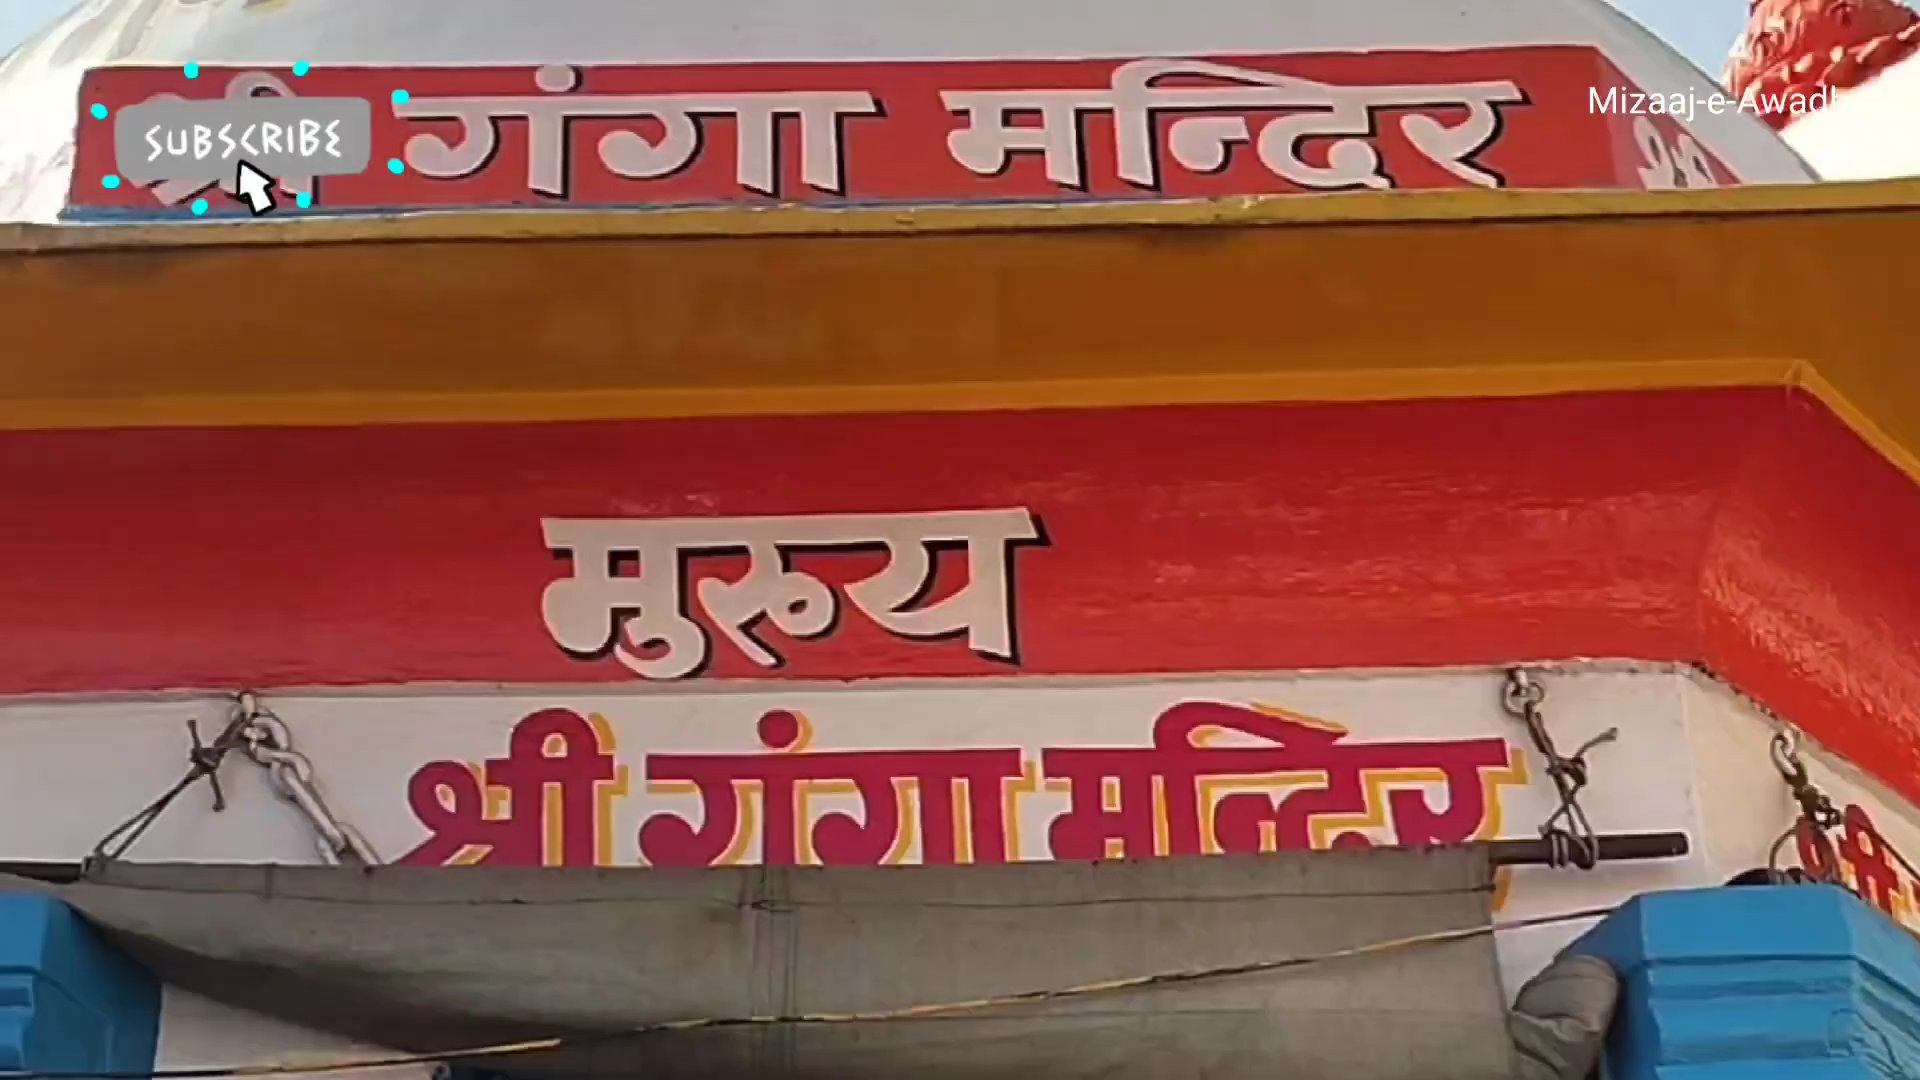 श्री गंगा मन्दिर
SUBSCRIBE
Mizaaj-e-Awadh
मुख्य
श्री गंगा मन्दिर
श्री